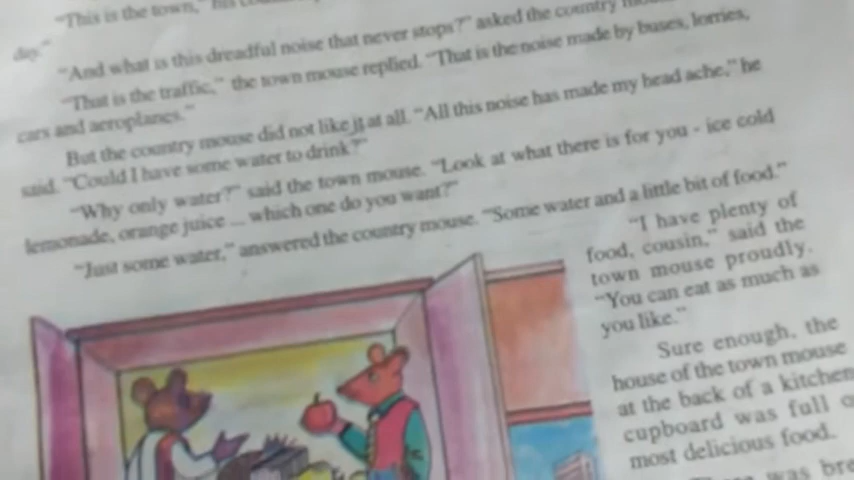 "This is the town," his
day."
"And what is this dreadful noise that never stops?" asked the country
"That is the traffic," the town mouse replied. "That is the noise made by buses, lorries,
cars and aeroplanes."
But the country mouse did not like it at all. "All this noise has made my head ache," he
said. "Could I have some water to drink?"
"Why only water?" said the town mouse. "Look at what there is for you - ice cold
lemonade, orange juice ... which one do you want?"
"Just some water," answered the country mouse. "Some water and a little bit of food."
"I have plenty of
food, cousin," said the
town mouse proudly.
"You can eat as much as
you like."
Sure enough, the
house of the town mouse
at the back of a kitchen
cupboard was full
most delicious food.
was